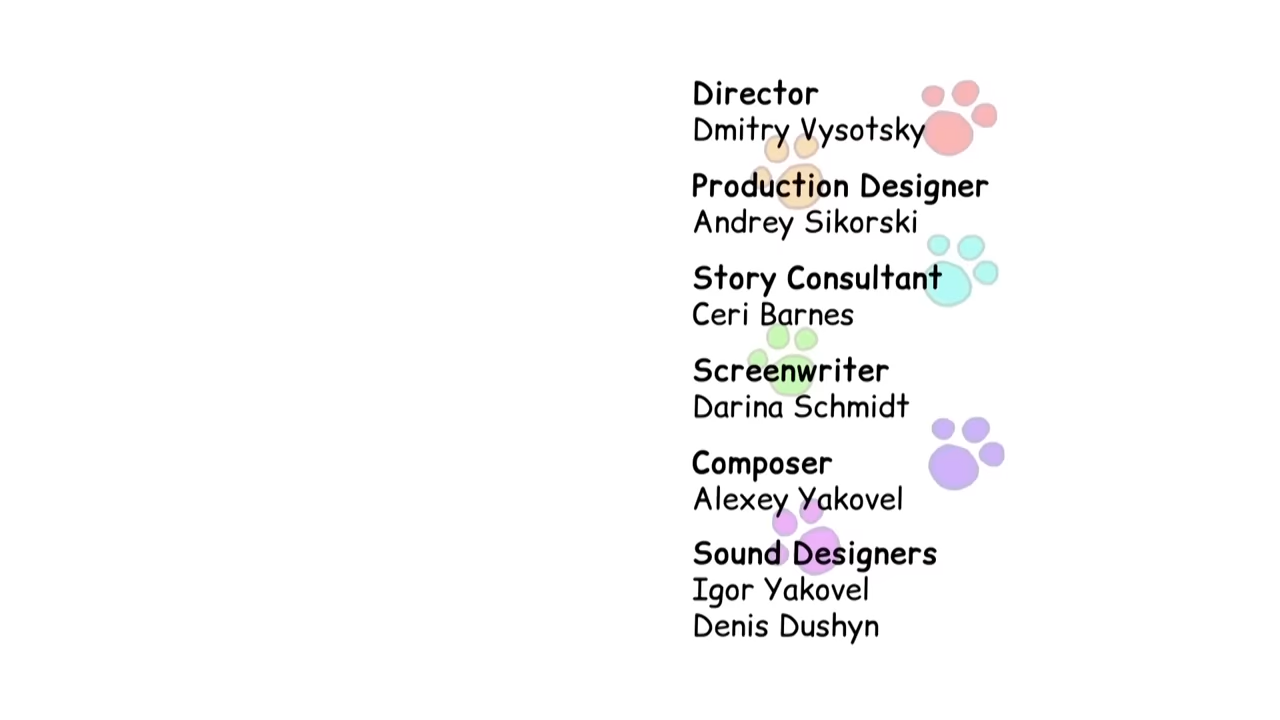 Director
Dmitry Vysotsky
Production Designer
Andrey Sikorski
Story Consultant
Ceri Barnes
Screenwriter
Darina Schmidt
Composer
Alexey Yakovel
Sound Designers
Igor Yakovel
Denis Dushyn